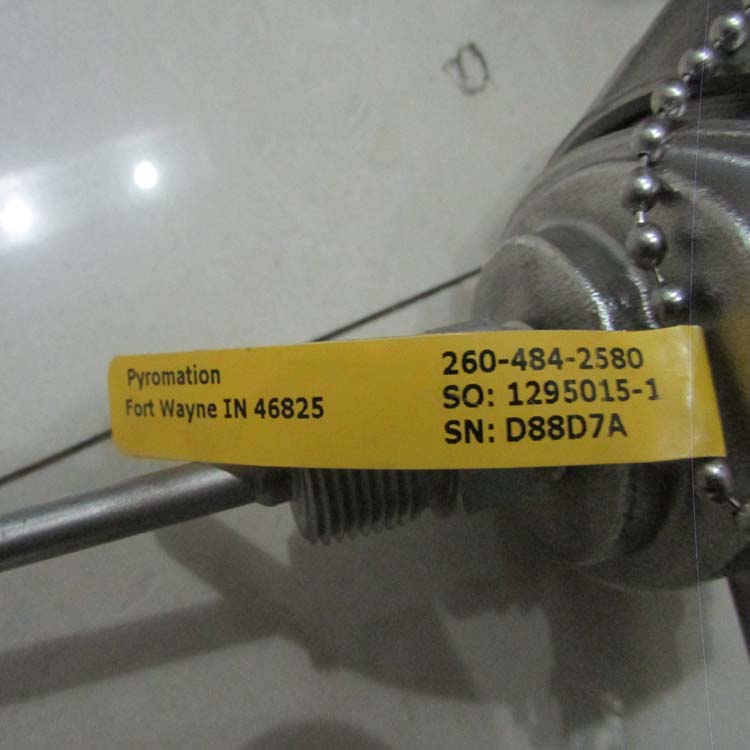 Pyromation
Fort Wayne IN 46825
260-484-2580
SO: 1295015-1
SN: D88D7A